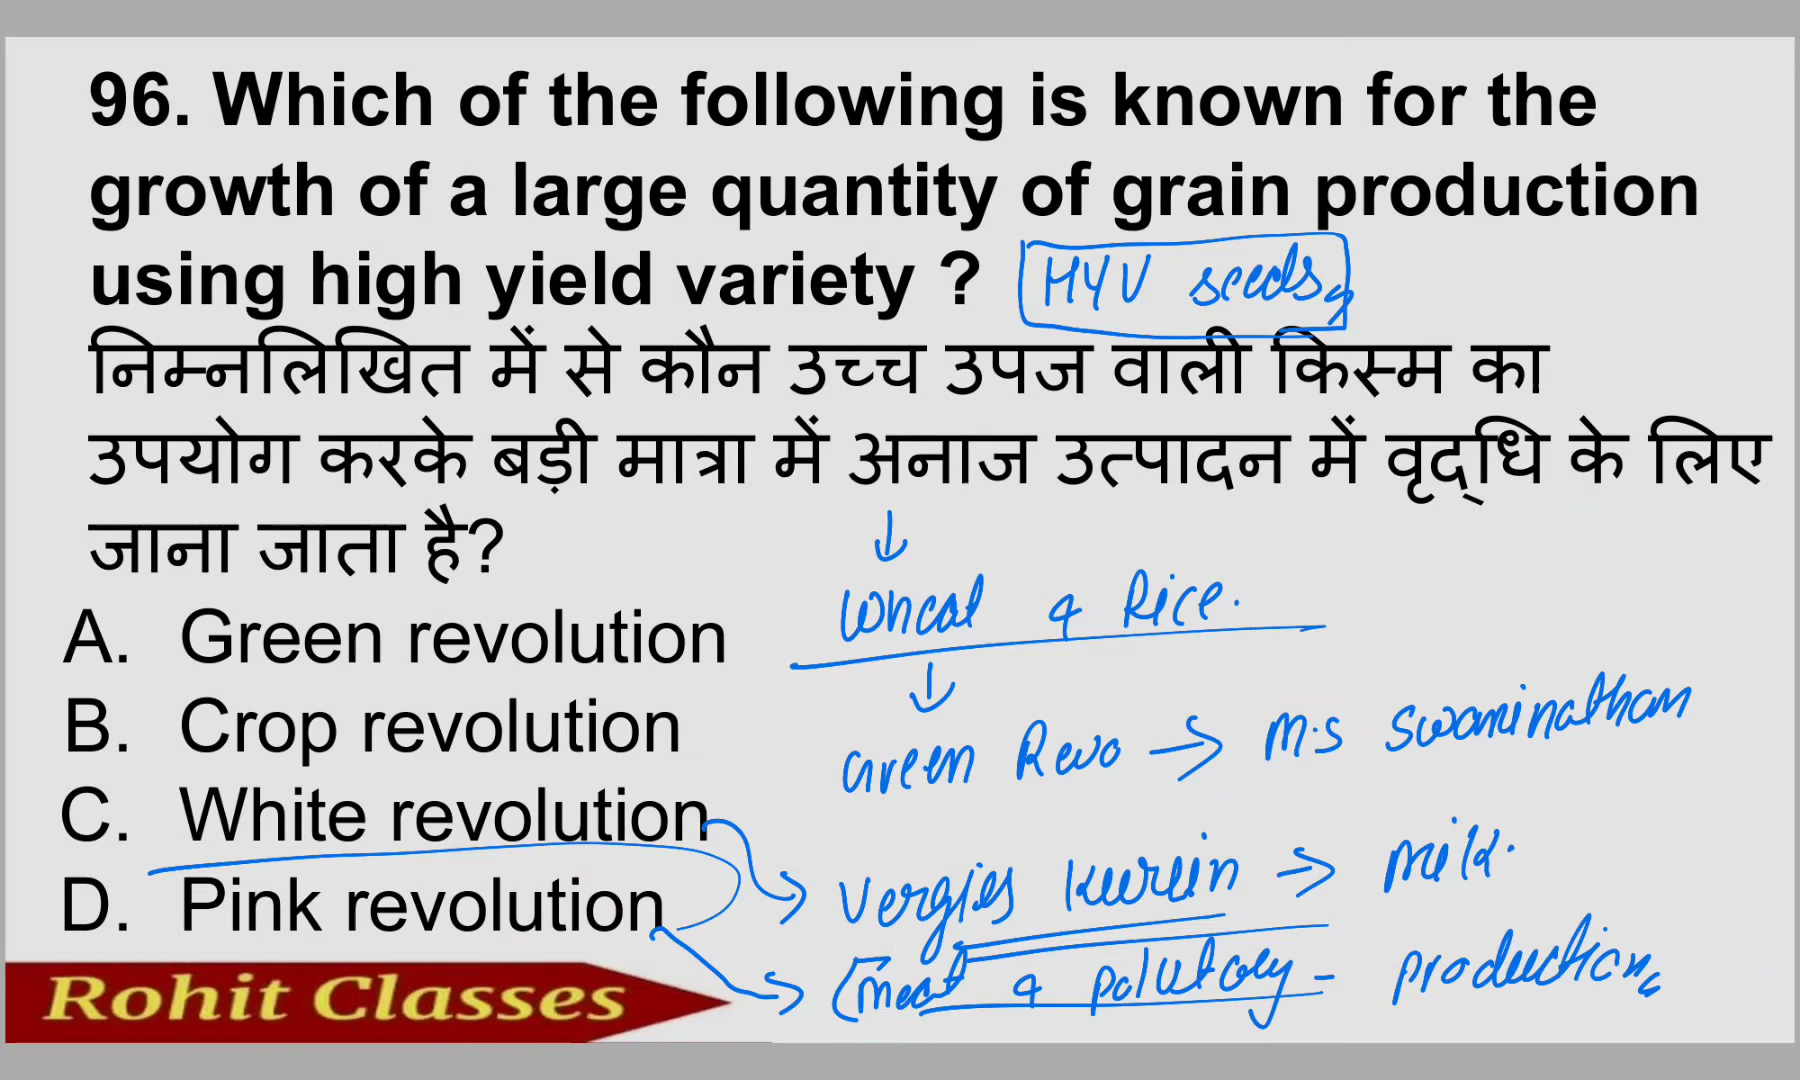 96. Which of the following is known for the
growth of a large quantity of grain production
using high yield variety ?
HYV seeds
निम्नलिखित में से कौन उच्च उपज वाली किस्म का
उपयोग करके बड़ी मात्रा में अनाज उत्पादन में वृद्धि के लिए
जाना जाता है?
Wheat & Rice.
A. Green revolution
B. Crop revolution
Green Revo → M.S Swaminathan
C. White revolution
Vergies Kurein → Milk.
D. Pink revolution
(meat & polutory - production
Rohit Classes